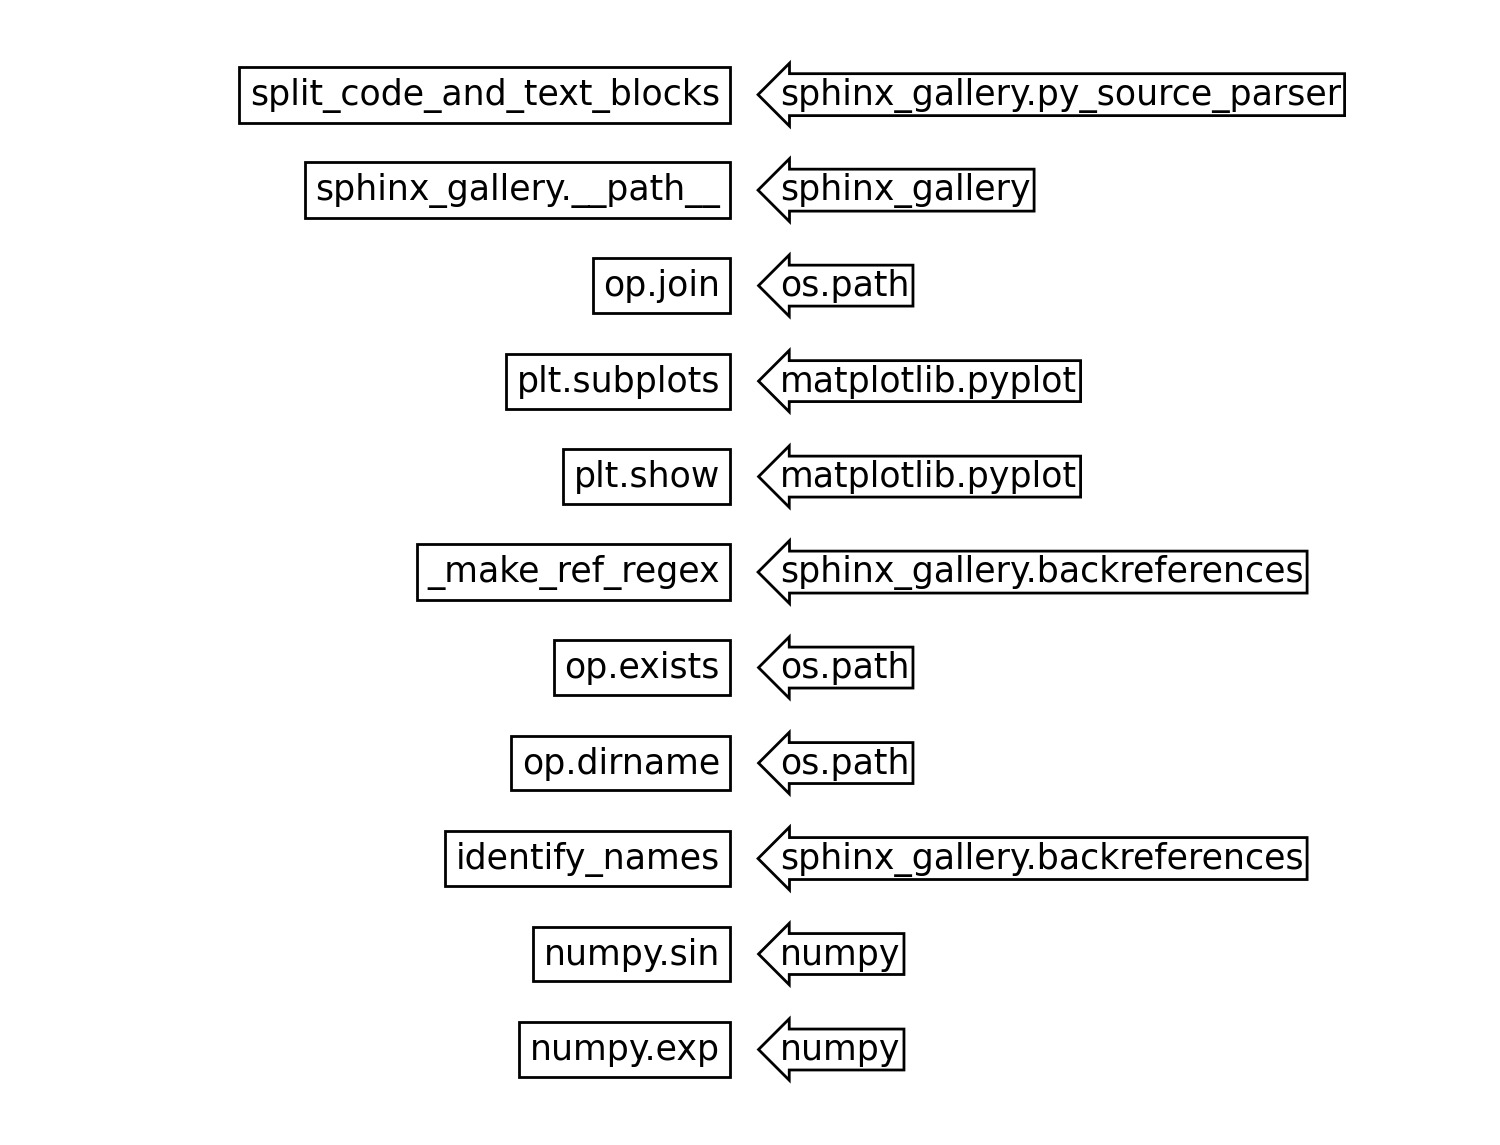 split_code_and_text_blocks sphinx_gallery.py_source_parser
sphinx_gallery.__path__ sphinx_gallery
op.join os.path
plt.subplots matplotlib.pyplot
plt.show matplotlib.pyplot
_make_ref_regex sphinx_gallery.backreferences
op.exists os.path
op.dirname os.path
identify_names sphinx_gallery.backreferences
numpy.sin numpy
numpy.exp numpy